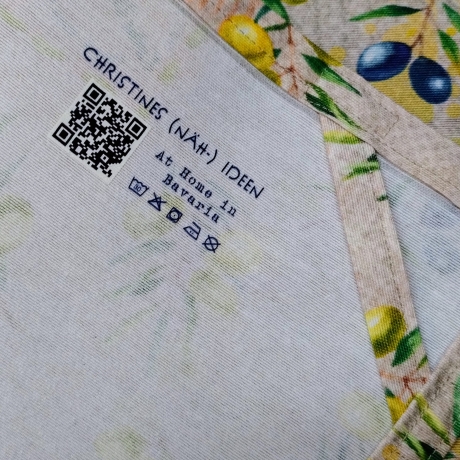 CHRISTINES (NÄH-) IDEEN
At Home in
Bavaria